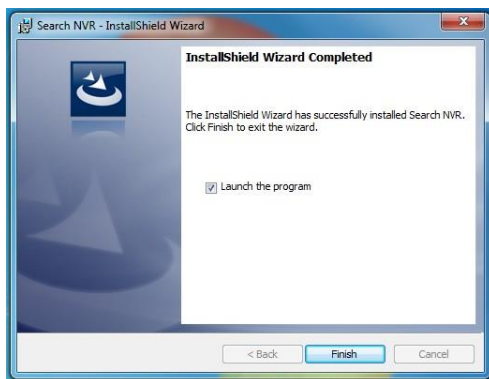 Search NVR - InstallShield Wizard
InstallShield Wizard Completed
The InstallShield Wizard has successfully installed Search NVR.
Click Finish to exit the wizard.
Launch the program
< Back
Finish
Cancel